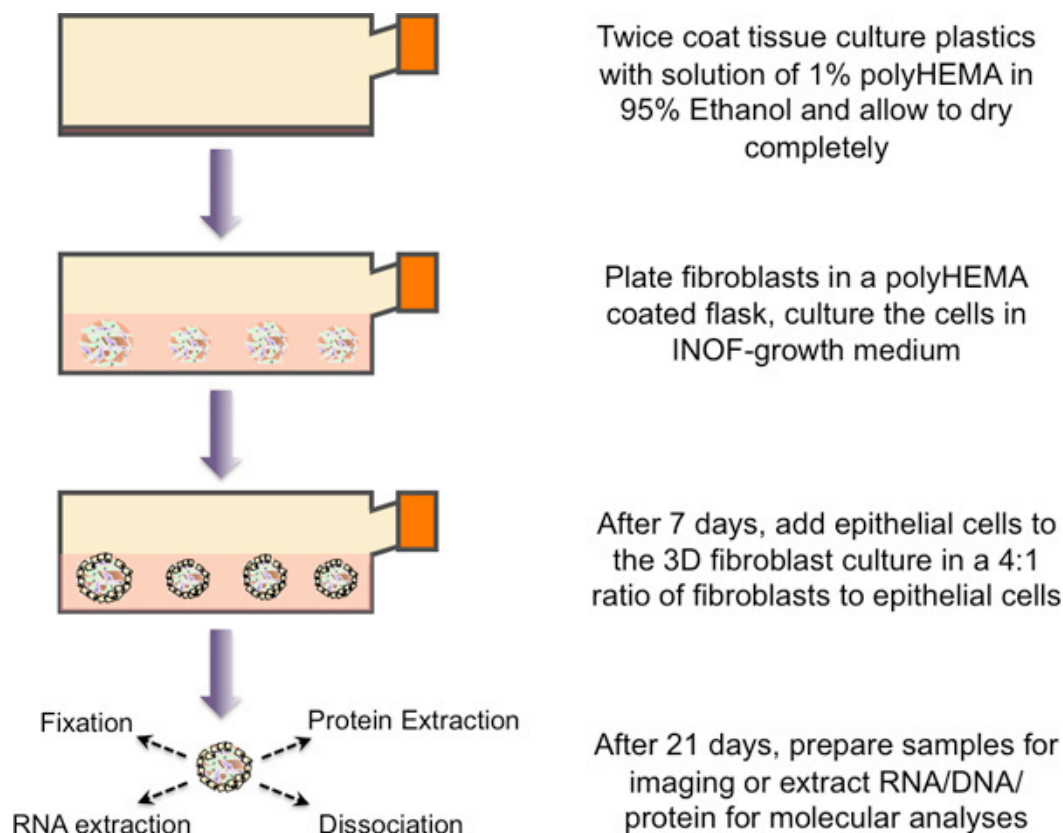 Twice coat tissue culture plastics
with solution of 1% polyHEMA in
95% Ethanol and allow to dry
completely
Plate fibroblasts in a polyHEMA
coated flask, culture the cells in
INOF-growth medium
After 7 days, add epithelial cells to
the 3D fibroblast culture in a 4:1
ratio of fibroblasts to epithelial cells
Fixation
Protein Extraction
RNA extraction
Dissociation
After 21 days, prepare samples for
imaging or extract RNA/DNA/
protein for molecular analyses